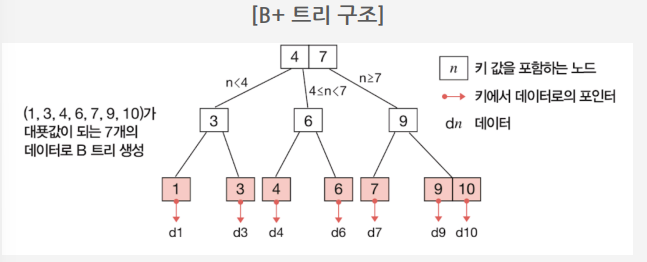 [B+ 트리 구조]
4 7
n 키 값을 포함하는 노드
n<4
4≤n<7
n≥7
키에서 데이터로의 포인터
dn 데이터
(1, 3, 4, 6, 7, 9, 10)가
대푯값이 되는 7개의
데이터로 B 트리 생성
3 6 9
1 3 4 6 7 9 10
d1 d3 d4 d6 d7 d9 d10